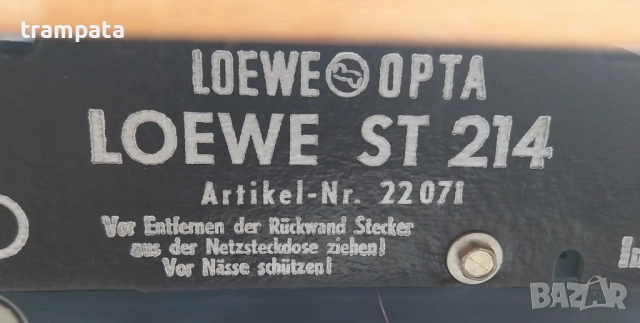 trampata
LOEWE OPTA
LOEWE ST 214
Artikel-Nr. 22071
Vor Entfernen der Rückwand Stecker
aus der Netzsteckdose ziehen!
Vor Nässe schützen!
BAZAR